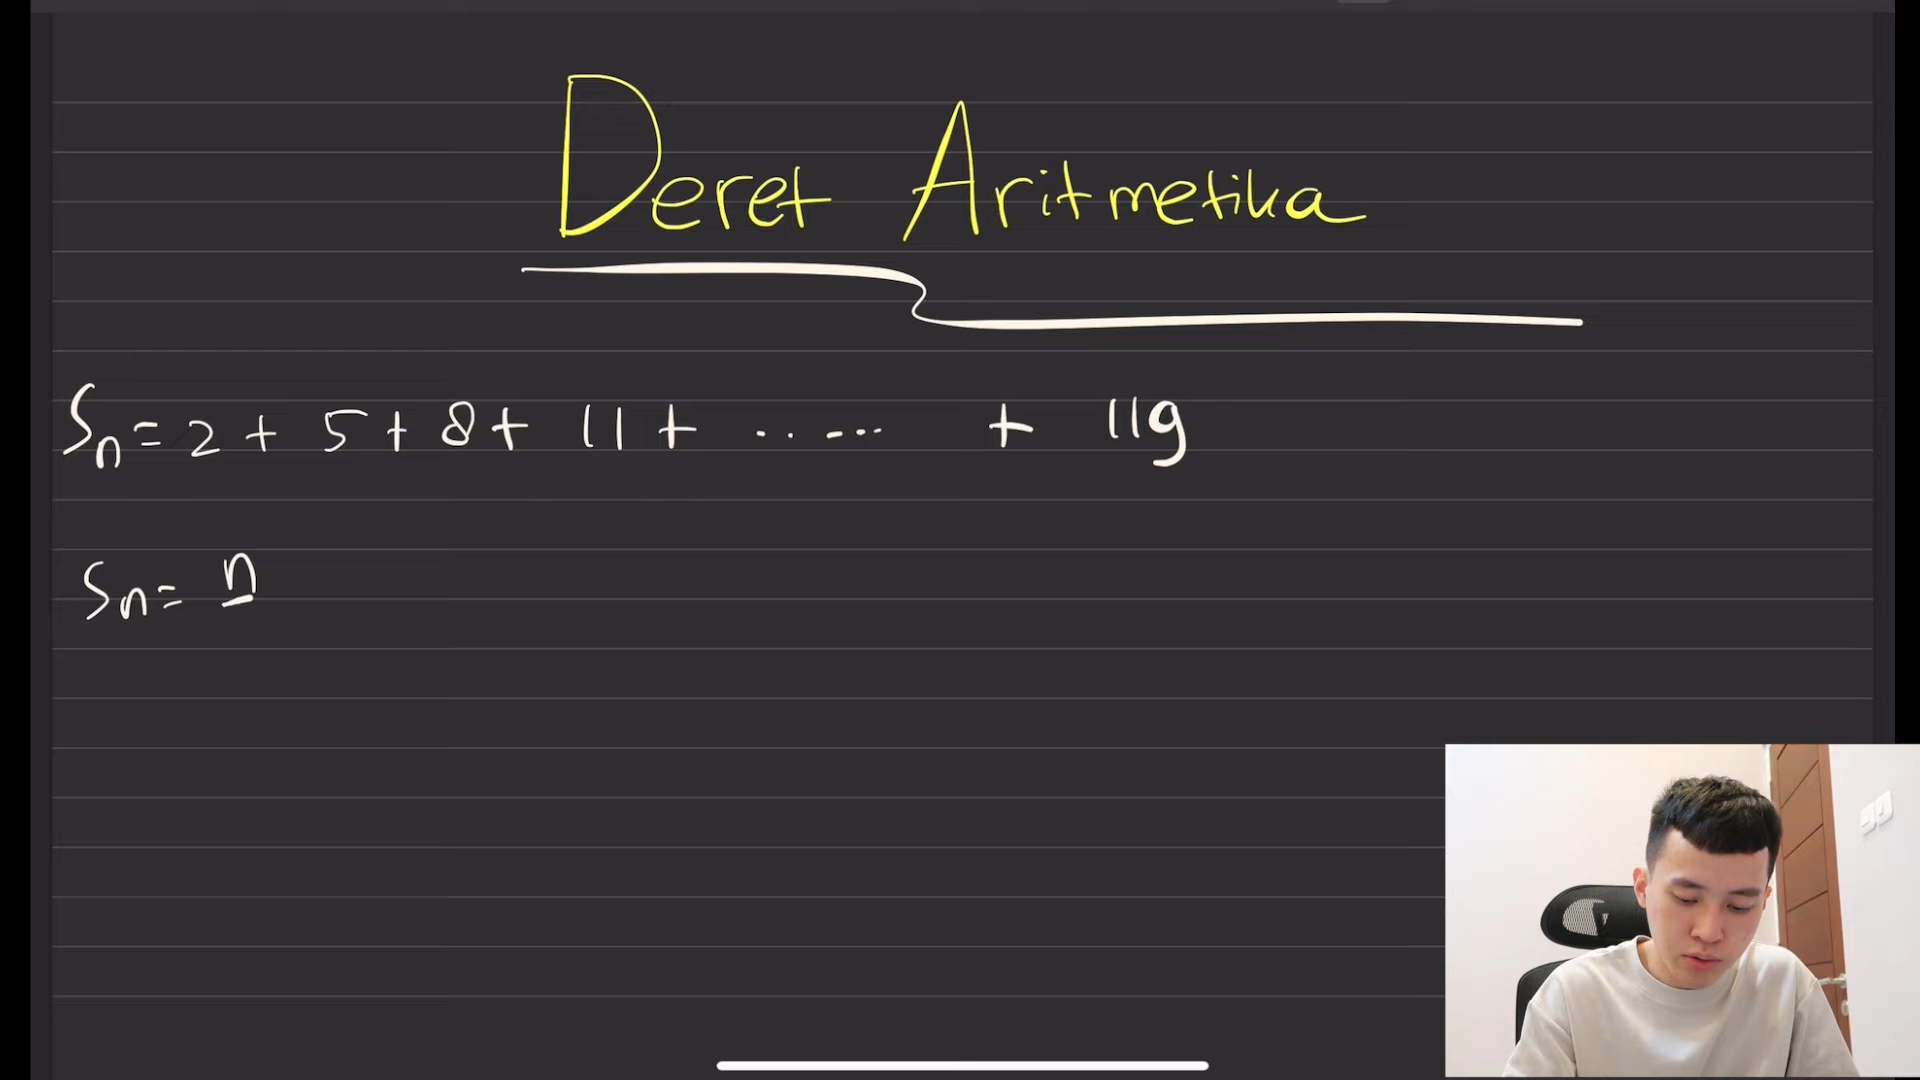 Deret Aritmetika
Sn = 2 + 5 + 8 + 11 + ...... + 119
Sn = n